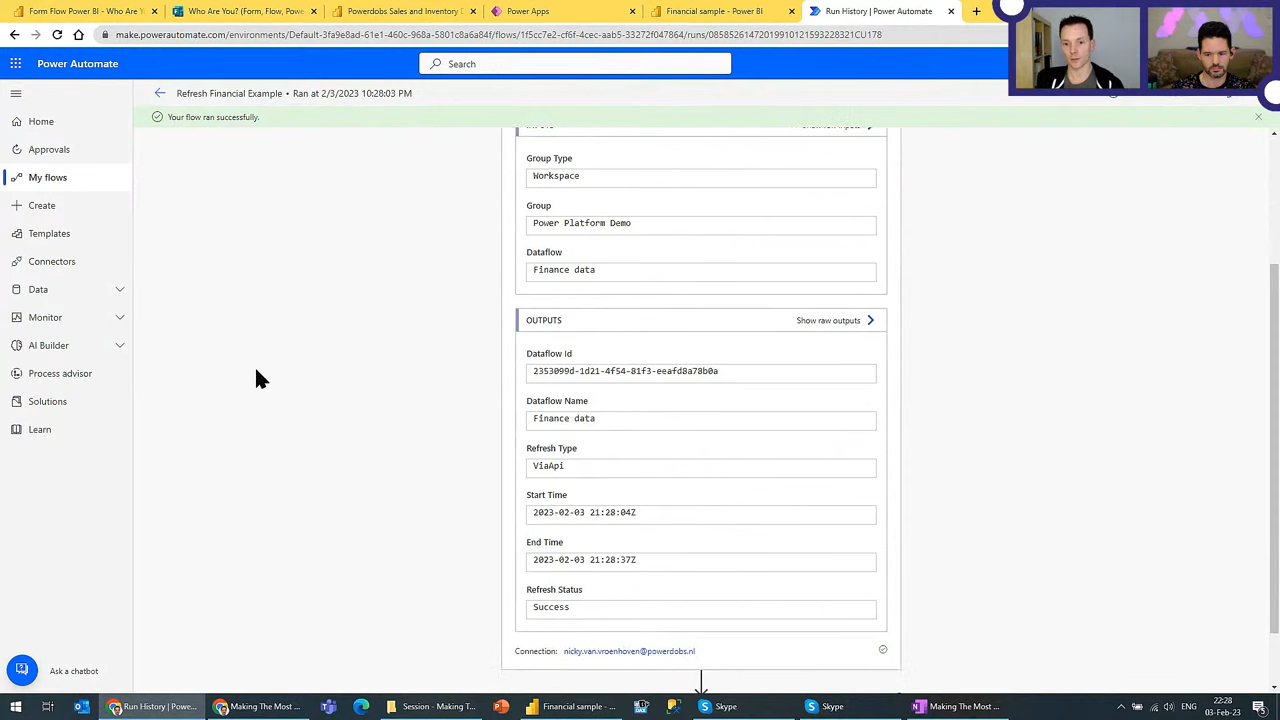 Form Flow Power BI - Who Are Yo
Who Are You? (Form, Flow, Power
Powerdobs Sales and Inventory D
Power Apps
Financial sample - Power BI
Run History | Power Automate
make.powerautomate.com/environments/Default-3fa9e8ad-9fe1-460c-968a-5801c8a6a84f/flows/1f5cc7e2-cf6f-4cec-aab5-33272f047864/runs/08585261472019910121593228321CU178
Power Automate
Search
Refresh Financial Example • Ran at 2/3/2023 10:28:03 PM
Your flow ran successfully.
Home
Approvals
My flows
Create
Templates
Connectors
Data
Monitor
AI Builder
Process advisor
Solutions
Learn
Ask a chatbot
Group Type
Workspace
Group
Power Platform Demo
Dataflow
Finance data
OUTPUTS
Show raw outputs
Dataflow Id
2353099d-1d21-4f54-81f3-eeafd8a78b0a
Dataflow Name
Finance data
Refresh Type
ViaApi
Start Time
2023-02-03 21:28:04Z
End Time
2023-02-03 21:28:37Z
Refresh Status
Success
Connection: nicky.van.vroenhoven@powerdobs.nl
Run History | Powe...
Making The Most ...
Session - Making T...
Financial sample - ...
Skype
Skype
Making The Most ...
ENG
22:28
03-Feb-23